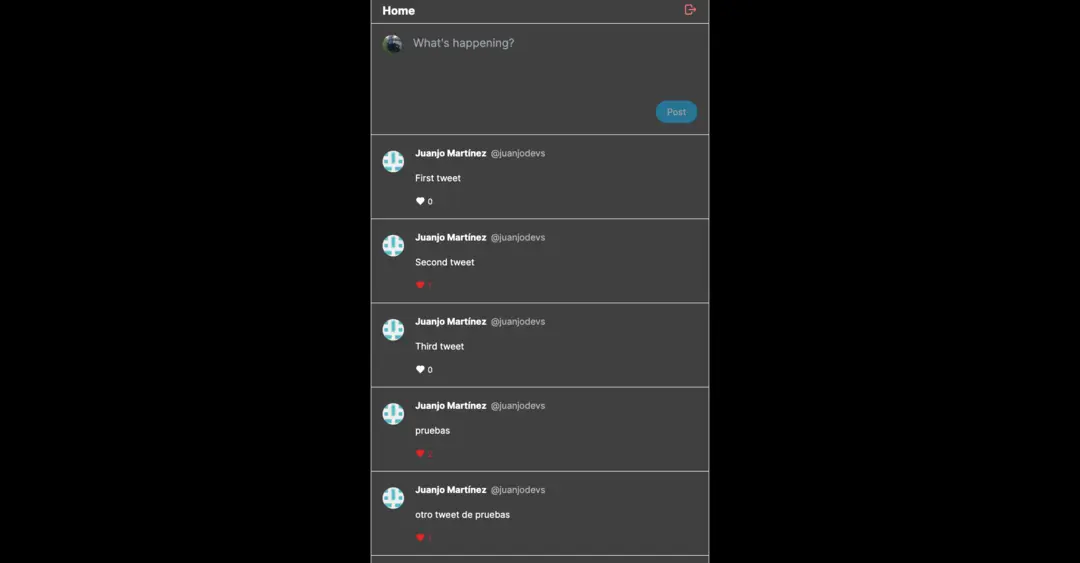 Home
What's happening?
Post
Juanjo Martínez @juanjodevs
First tweet
0
Juanjo Martínez @juanjodevs
Second tweet
1
Juanjo Martínez @juanjodevs
Third tweet
0
Juanjo Martínez @juanjodevs
pruebas
2
Juanjo Martínez @juanjodevs
otro tweet de pruebas
1